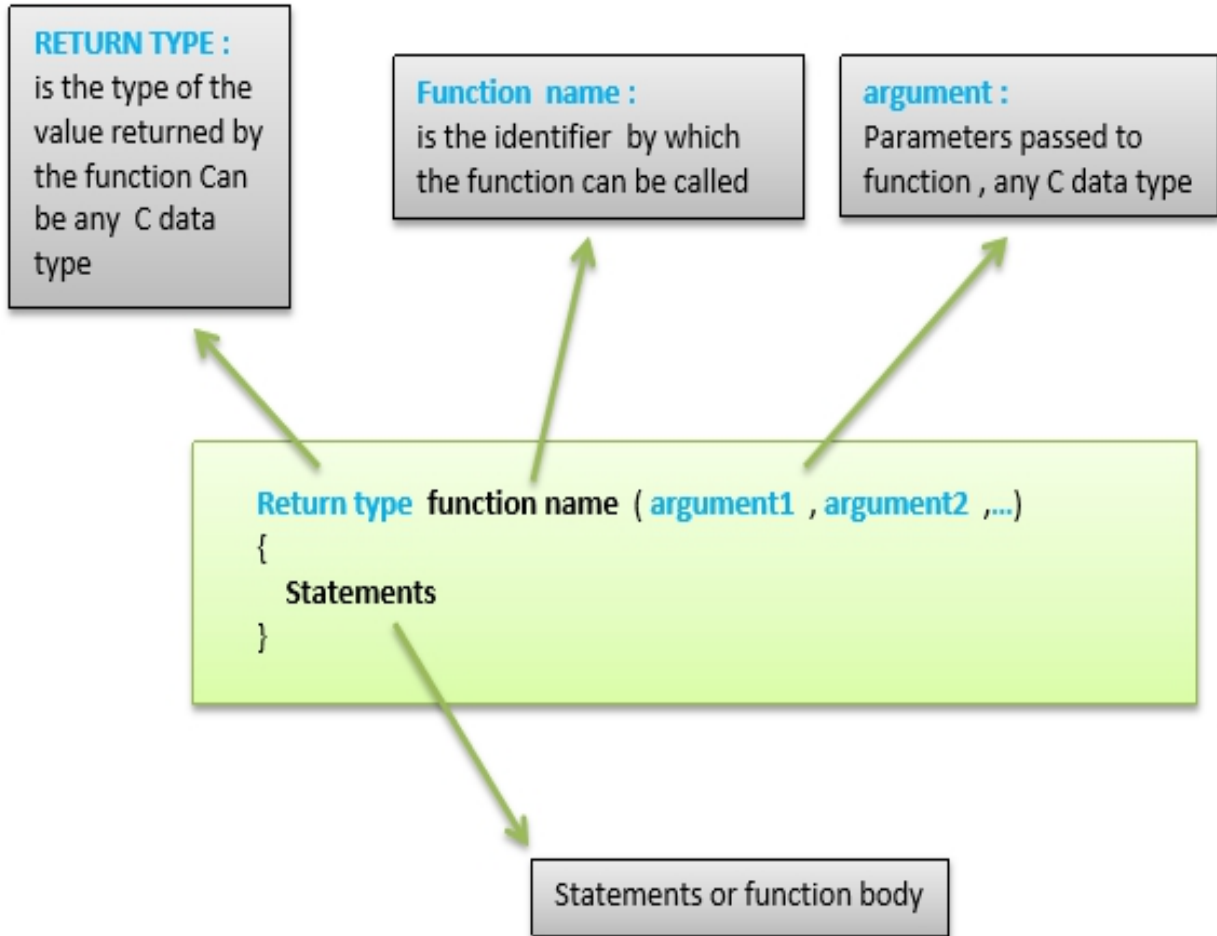 RETURN TYPE :
is the type of the
value returned by
the function Can
be any C data
type
Function name :
is the identifier by which
the function can be called
argument :
Parameters passed to
function , any C data type
Return type function name ( argument1 , argument2 ,...)
{
Statements
}
Statements or function body